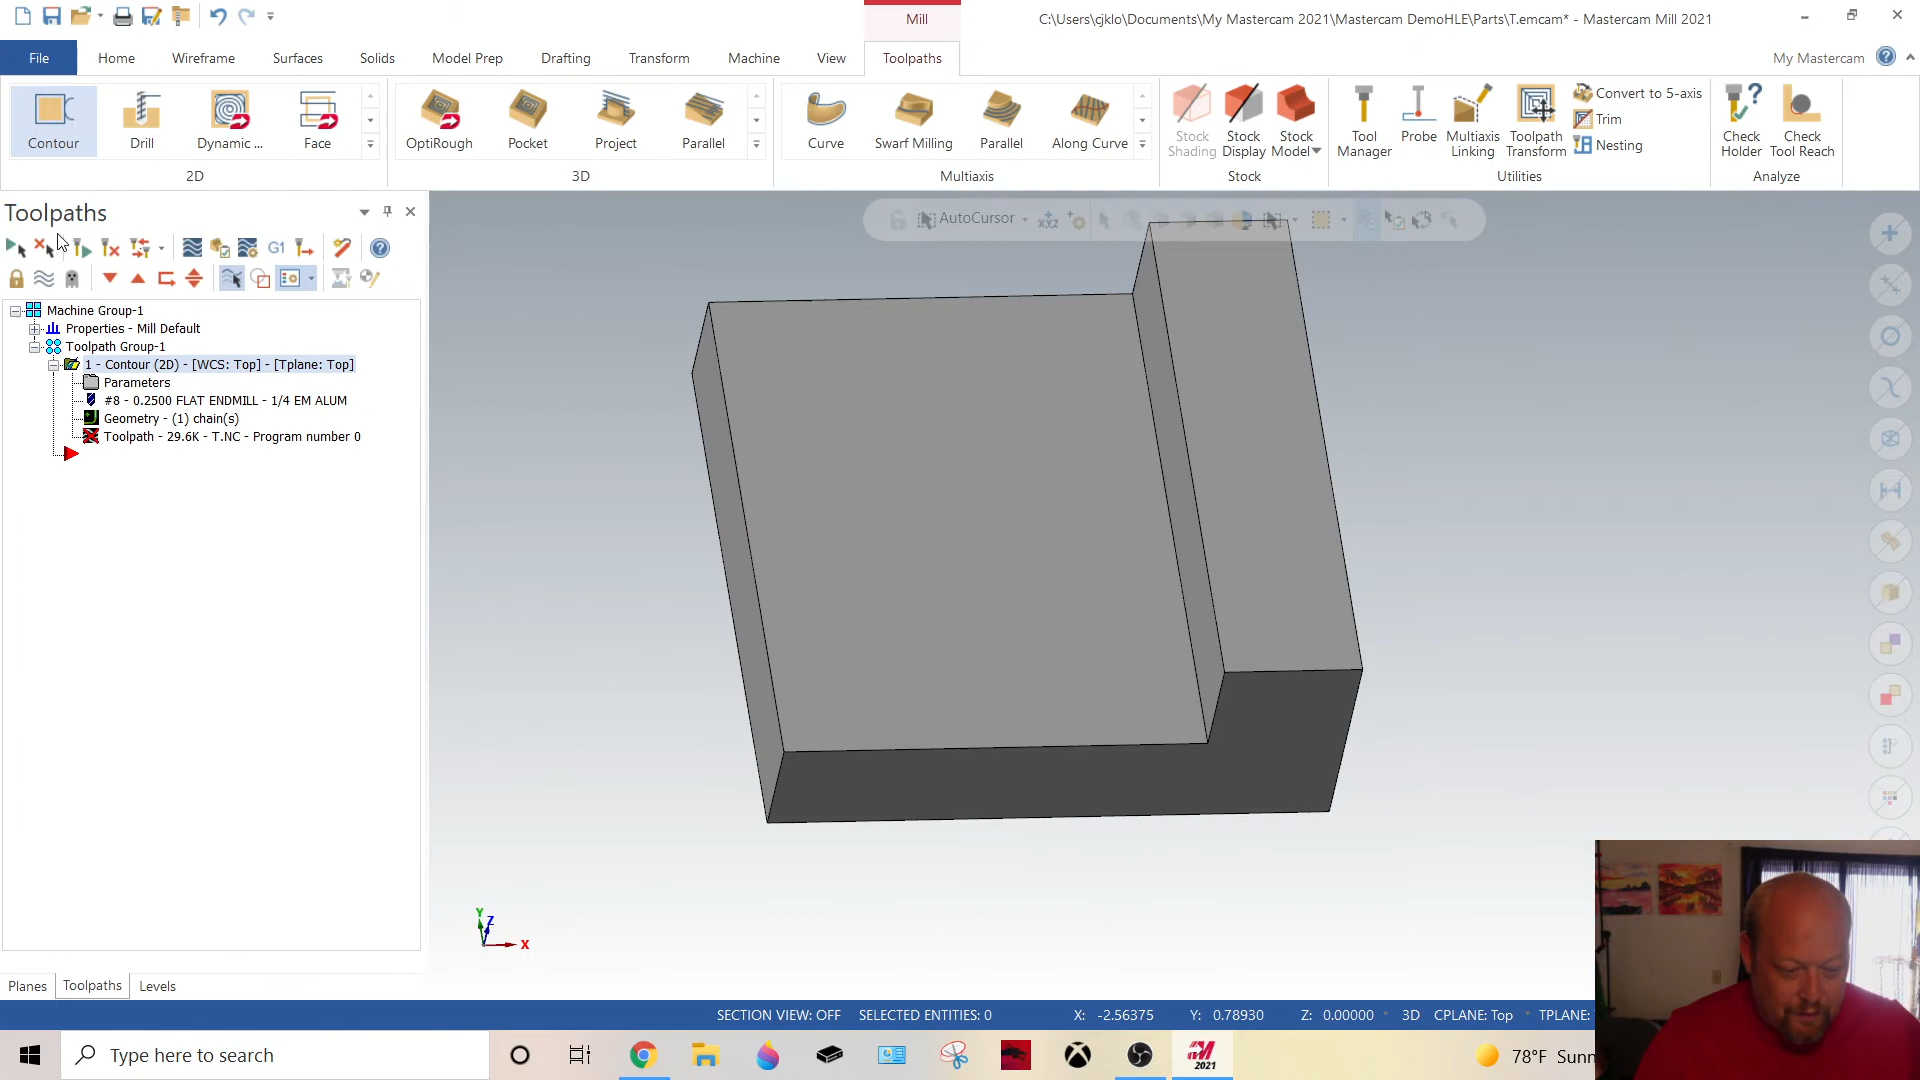 Mill
C:\Users\cjklo\Documents\My Mastercam 2021\Mastercam DemoHLE\Parts\T.emcam* - Mastercam Mill 2021
File
Home
Wireframe
Surfaces
Solids
Model Prep
Drafting
Transform
Machine
View
Toolpaths
My Mastercam
Contour
Drill
Dynamic ...
Face
OptiRough
Pocket
Project
Parallel
Curve
Swarf Milling
Parallel
Along Curve
Stock Shading
Stock Display
Stock Model
Tool Manager
Probe
Multiaxis Linking
Toolpath Transform
Convert to 5-axis
Trim
Nesting
Check Holder
Check Tool Reach
2D
3D
Multiaxis
Stock
Utilities
Analyze
Toolpaths
AutoCursor
G1
Machine Group-1
Properties - Mill Default
Toolpath Group-1
1 - Contour (2D) - [WCS: Top] - [Tplane: Top]
Parameters
#8 - 0.2500 FLAT ENDMILL - 1/4 EM ALUM
Geometry - (1) chain(s)
Toolpath - 29.6K - T.NC - Program number 0
Y
Z
X
Planes
Toolpaths
Levels
SECTION VIEW: OFF
SELECTED ENTITIES: 0
X: -2.56375
Y: 0.78930
Z: 0.00000
3D
CPLANE: Top
TPLANE:
Type here to search
2021
78°F Sunn